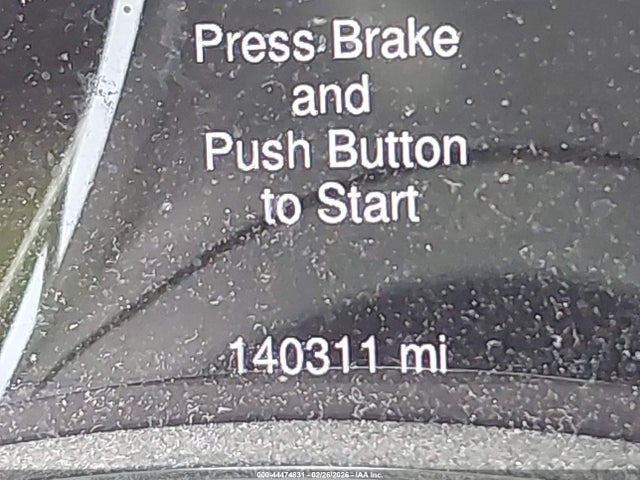 Press Brake
and
Push Button
to Start
140311 mi
000-44474831 - 02/26/2026 - IAA Inc.